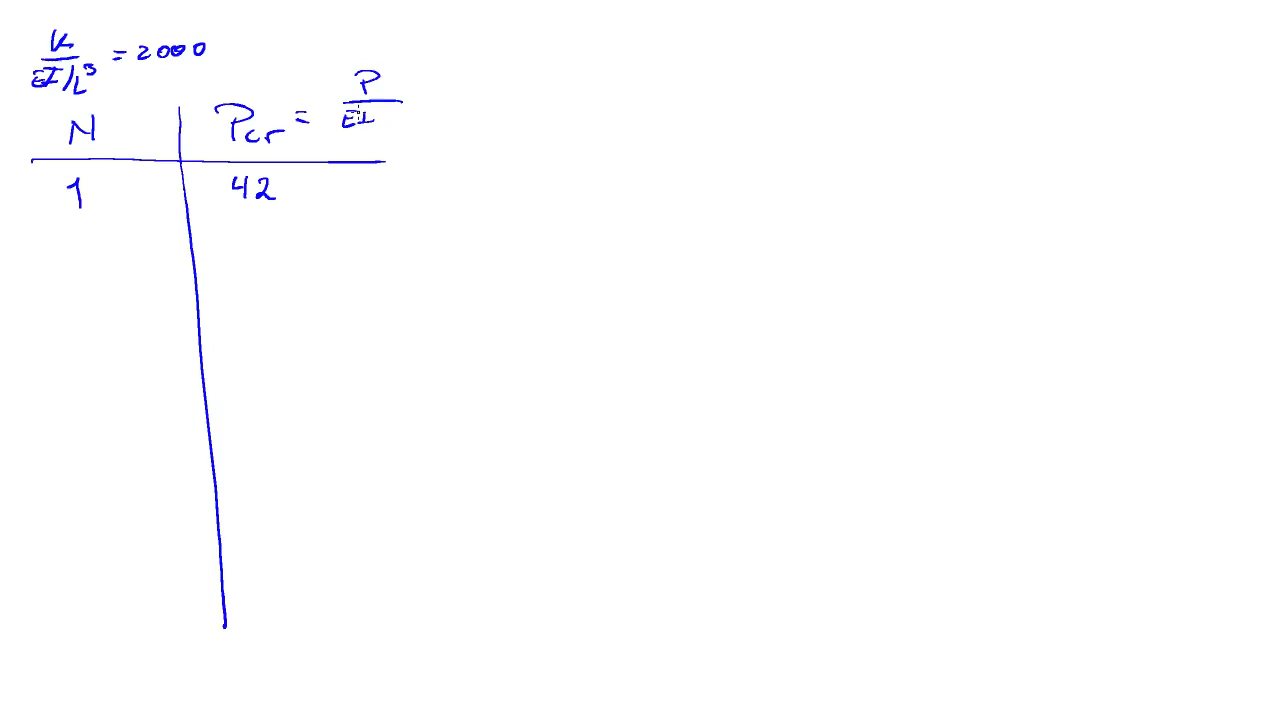 K
EI/L³ = 2000
P
N Pcr = EI
1 42